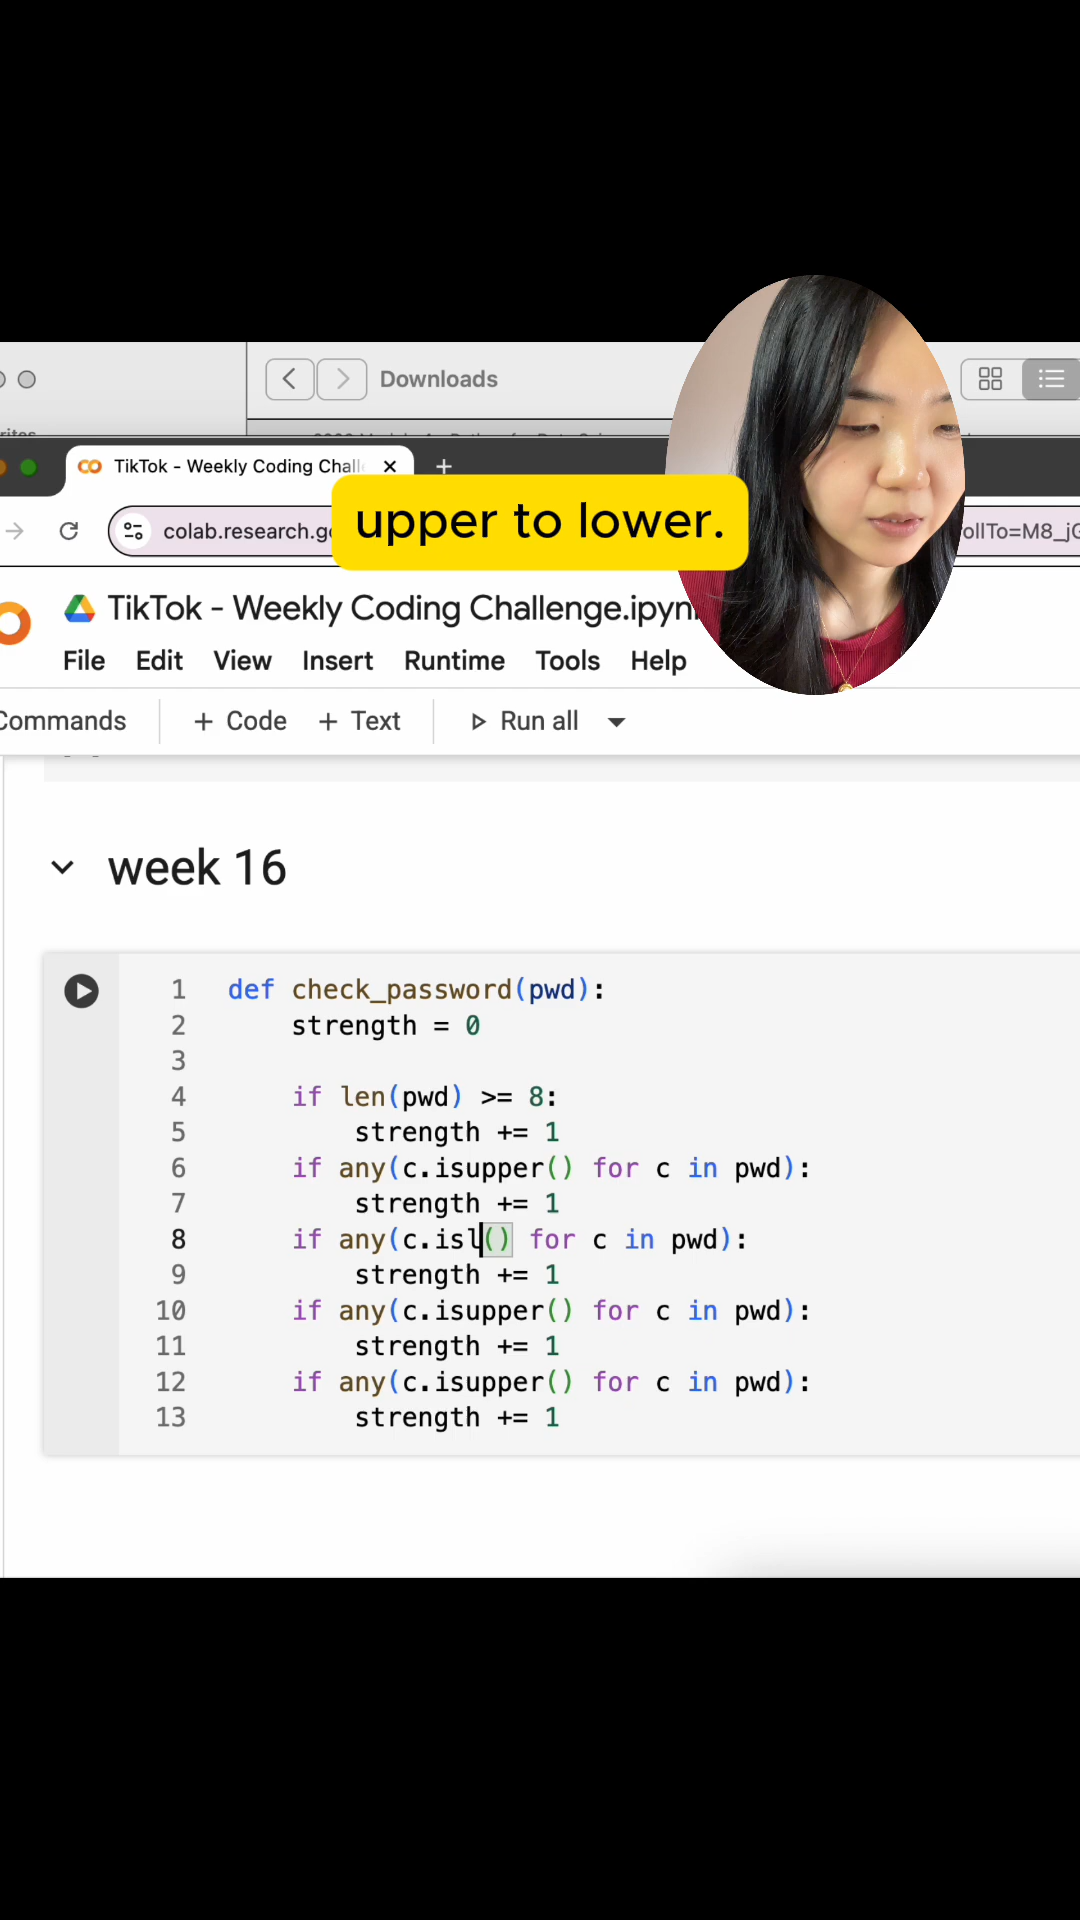 Downloads
TikTok - Weekly Coding Chall
upper to lower.
colab.research.g
ollTo=M8_jG
TikTok - Weekly Coding Challenge.ipyn
File Edit View Insert Runtime Tools Help
Commands + Code + Text Run all
week 16
1 def check_password(pwd):
2 strength = 0
3
4 if len(pwd) >= 8:
5 strength += 1
6 if any(c.isupper() for c in pwd):
7 strength += 1
8 if any(c.isl() for c in pwd):
9 strength += 1
10 if any(c.isupper() for c in pwd):
11 strength += 1
12 if any(c.isupper() for c in pwd):
13 strength += 1